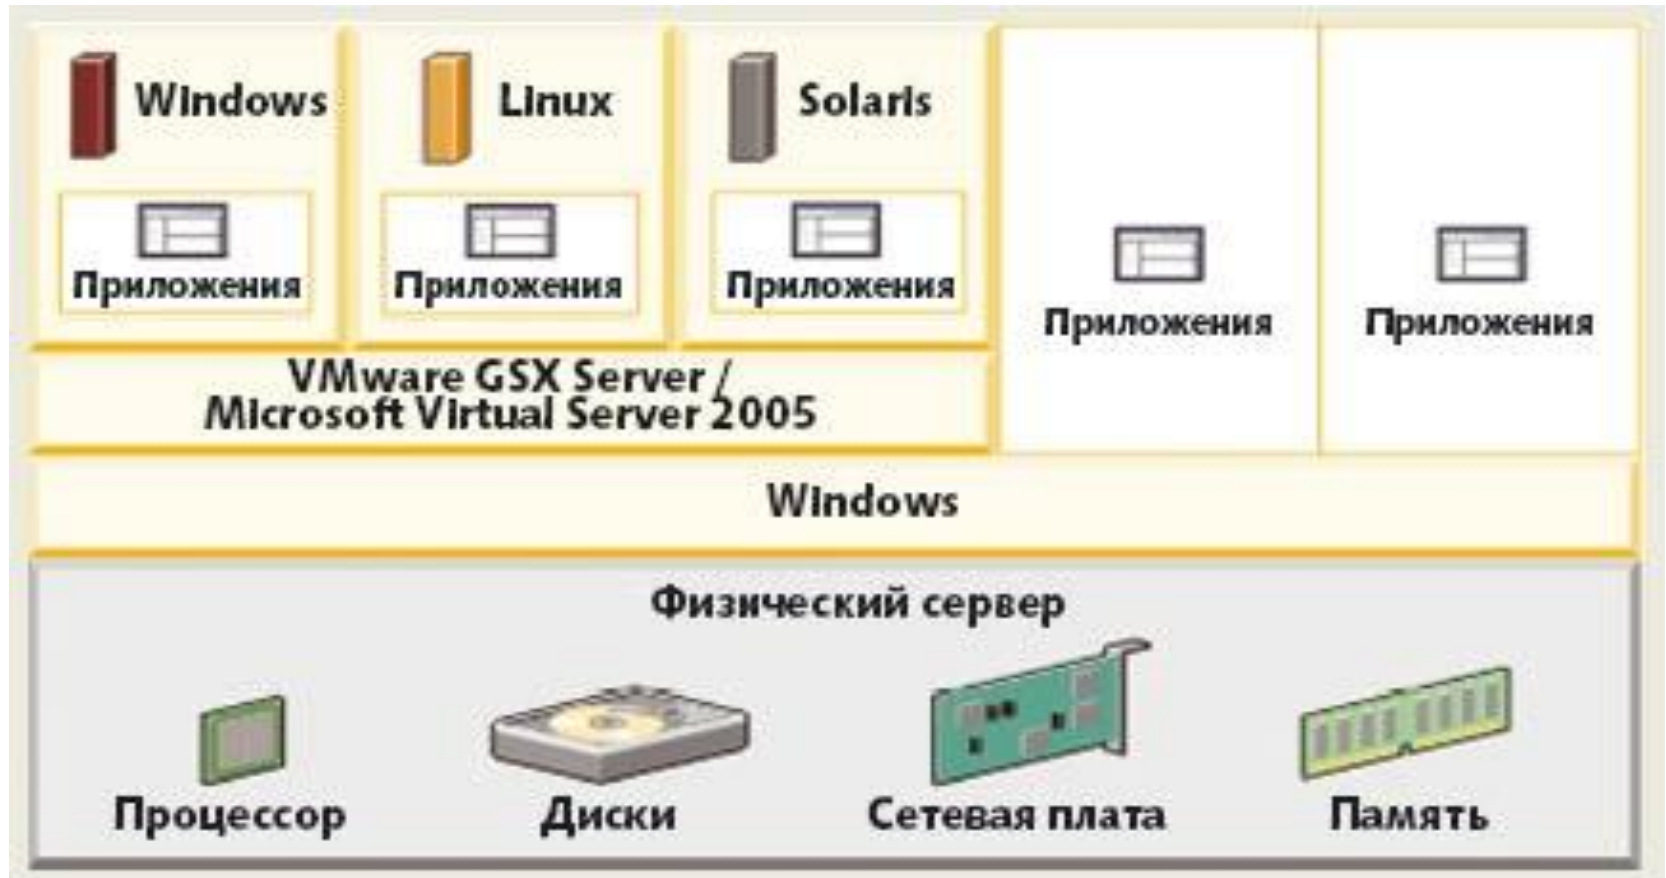 Windows
Linux
Solaris
Приложения
Приложения
Приложения
Приложения
Приложения
VMware GSX Server /
Microsoft Virtual Server 2005
Windows
Физический сервер
Процессор
Диски
Сетевая плата
Память